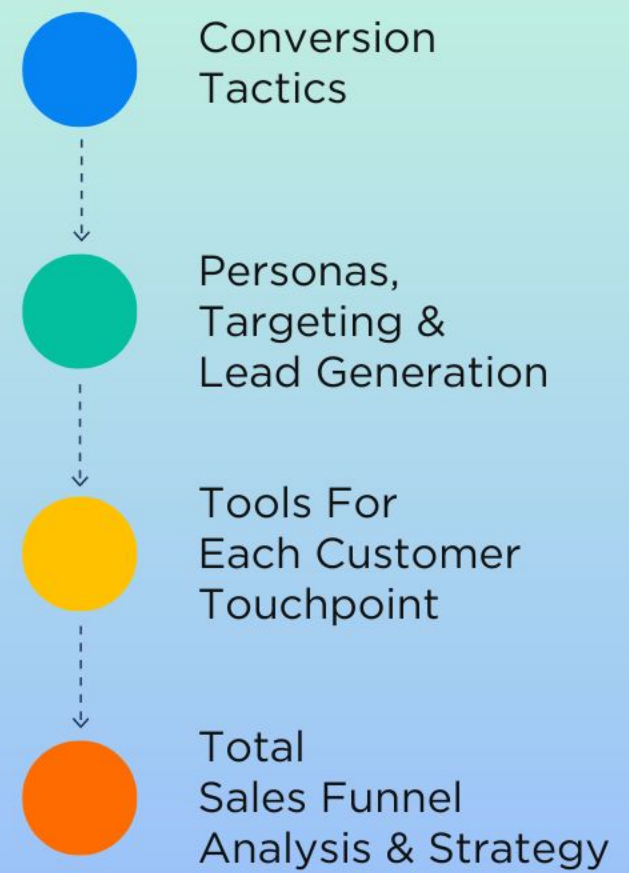 Conversion
Tactics
Personas,
Targeting &
Lead Generation
Tools For
Each Customer
Touchpoint
Total
Sales Funnel
Analysis & Strategy